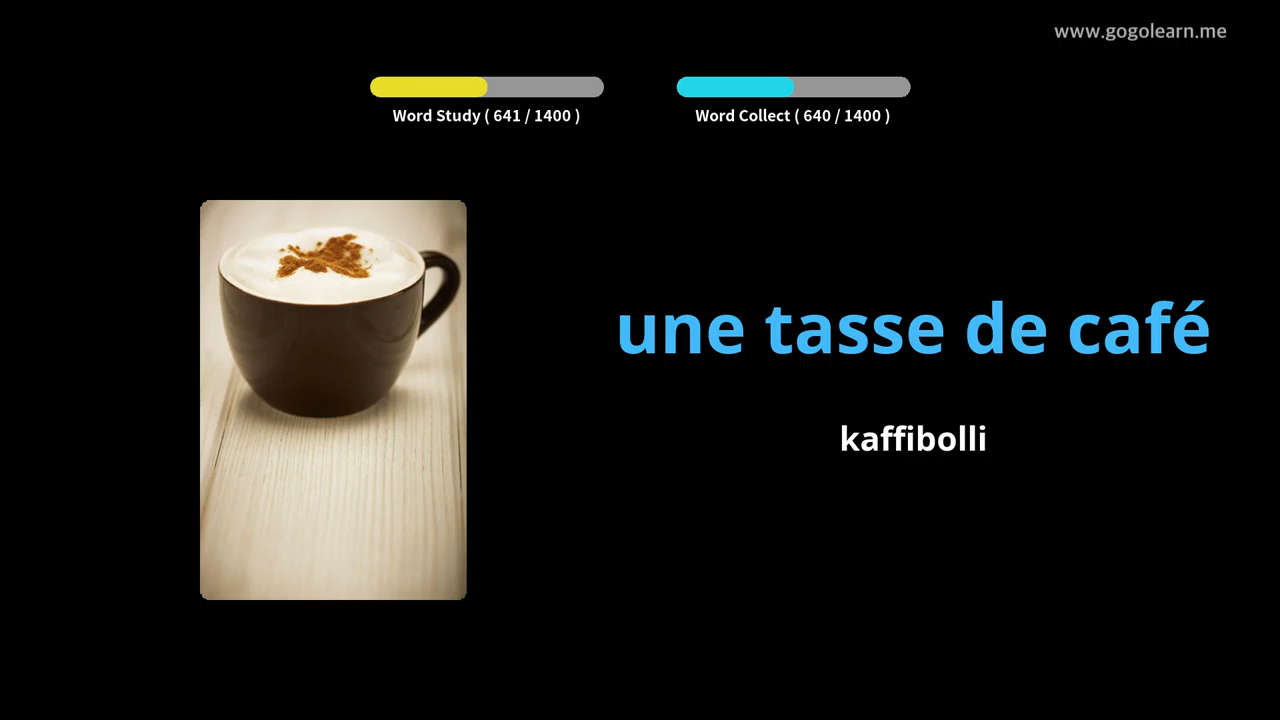 www.gogolearn.me
Word Study ( 641 / 1400 )
Word Collect ( 640 / 1400 )
une tasse de café
kaffibolli